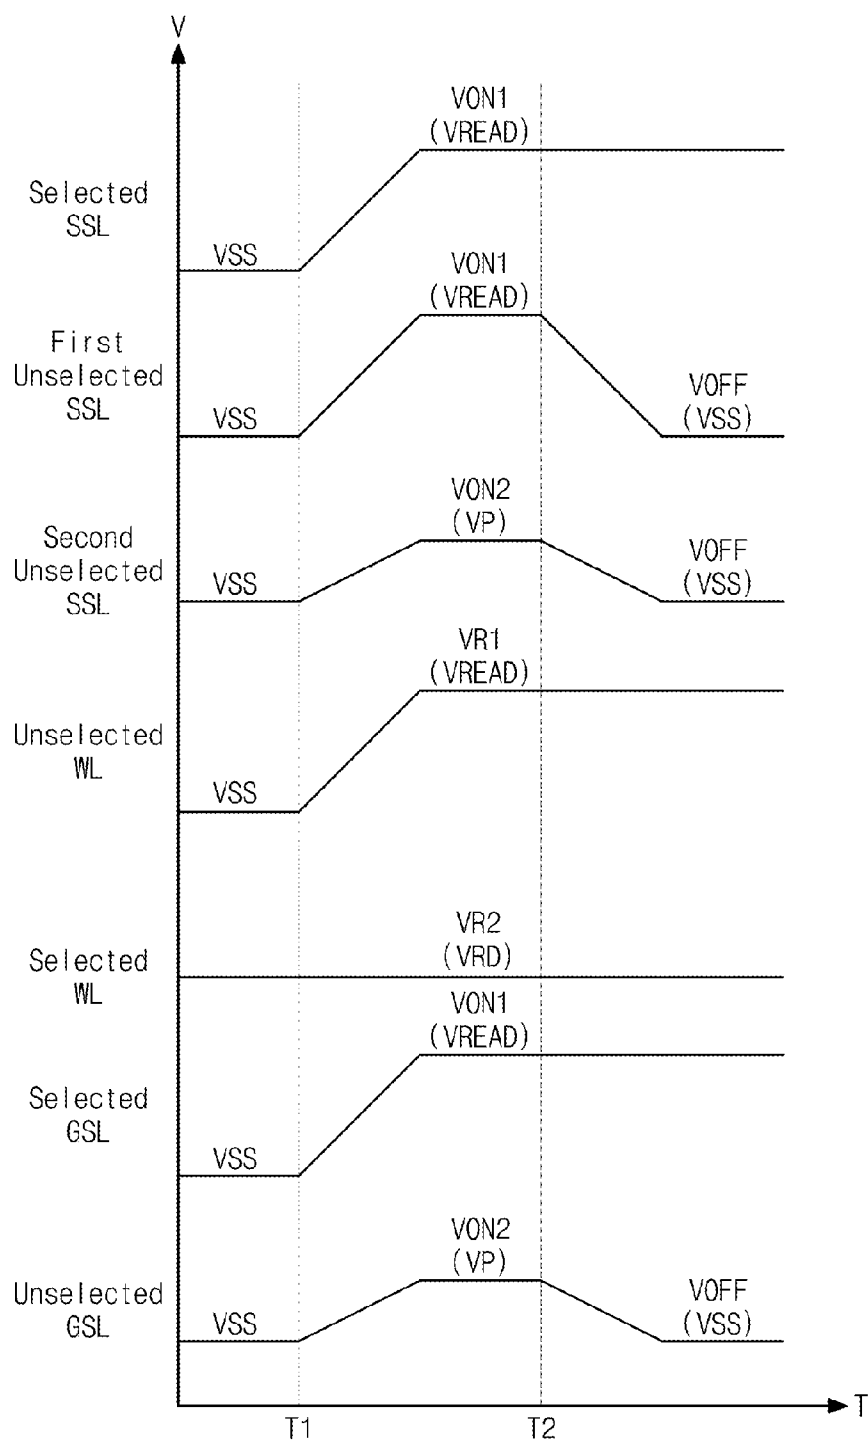 V
VON1
(VREAD)
Selected
SSL
VSS
VON1
(VREAD)
First
Unselected
SSL
VSS
VOFF
(VSS)
VON2
(VP)
Second
Unselected
SSL
VSS
VOFF
(VSS)
VR1
(VREAD)
Unselected
WL
VSS
VR2
(VRD)
Selected
WL
VON1
(VREAD)
Selected
GSL
VSS
VON2
(VP)
Unselected
GSL
VSS
VOFF
(VSS)
T
T1
T2